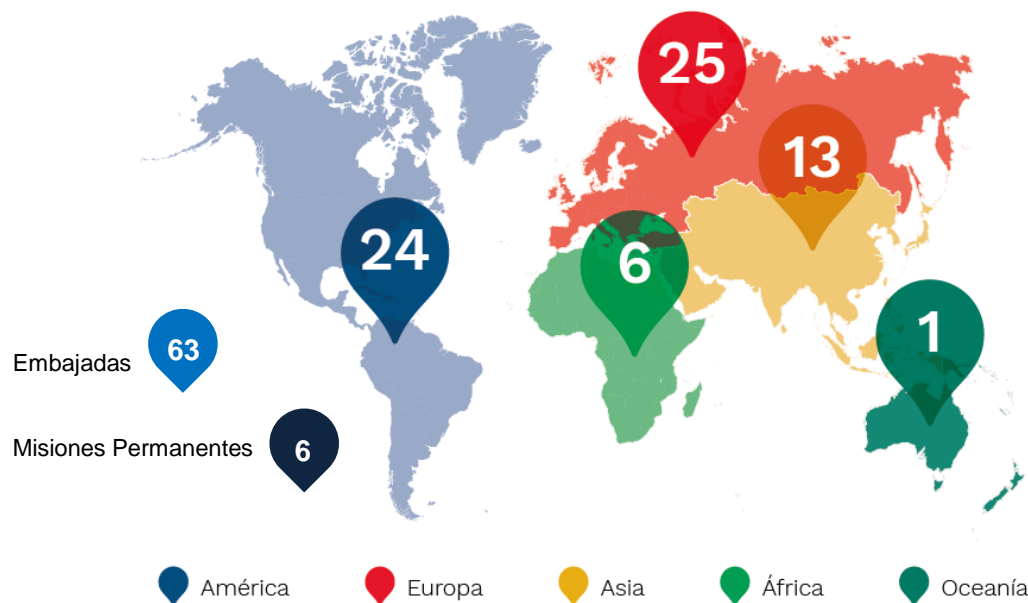 25
13
24
6
1
Embajadas 63
Misiones Permanentes 6
América Europa Asia África Oceanía